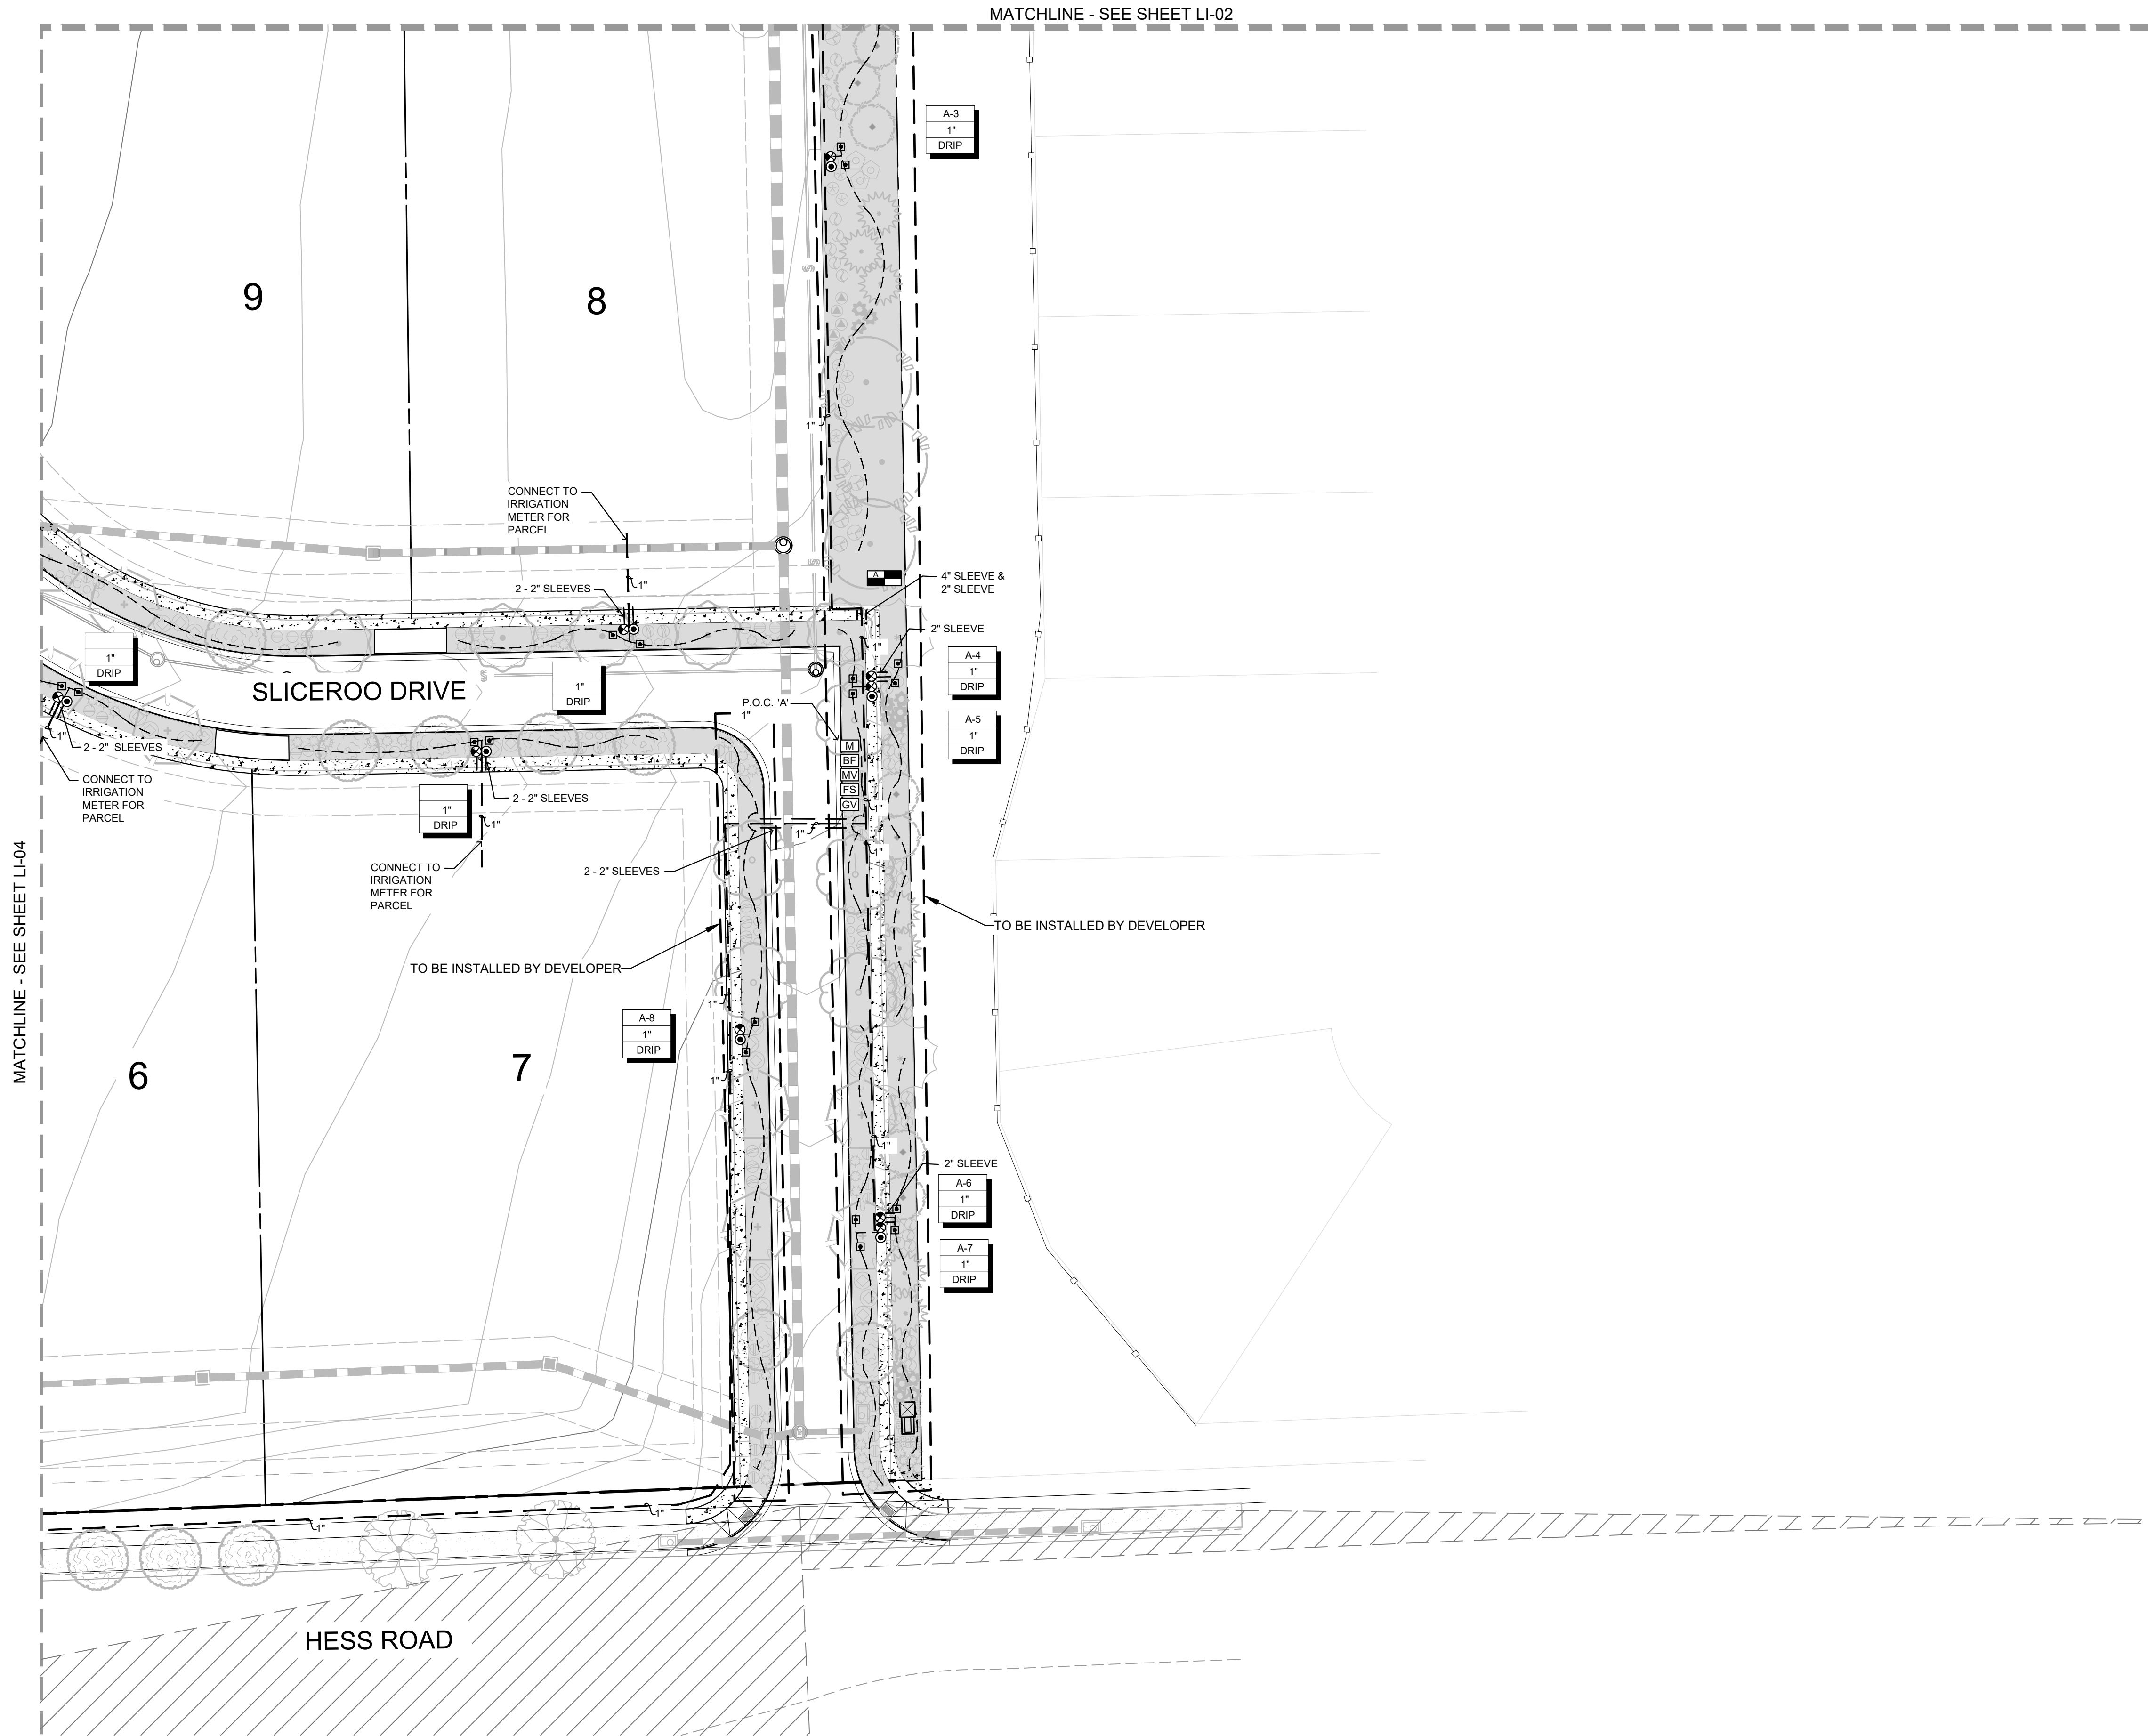 MATCHLINE - SEE SHEET LI-02
A-3
1"
DRIP
9
8
S
1"
CONNECT TO
IRRIGATION
METER FOR
PARCEL
S
A
4" SLEEVE &
2" SLEEVE
2 - 2" SLEEVES
1"
2" SLEEVE
1"
A-4
1"
DRIP
1"
DRIP
1"
DRIP
SLICEROO DRIVE
S
P.O.C. 'A'
1"
A-5
1"
DRIP
1"
2 - 2" SLEEVES
M
BF
MV
FS
GV
CONNECT TO
IRRIGATION
METER FOR
PARCEL
2 - 2" SLEEVES
1"
DRIP
1"
1"
1"
1"
CONNECT TO
IRRIGATION
METER FOR
PARCEL
2 - 2" SLEEVES
MATCHLINE - SEE SHEET LI-04
TO BE INSTALLED BY DEVELOPER
TO BE INSTALLED BY DEVELOPER
1"
A-8
1"
DRIP
6
7
1"
1"
2" SLEEVE
A-6
1"
DRIP
A-7
1"
DRIP
1"
1"
HESS ROAD